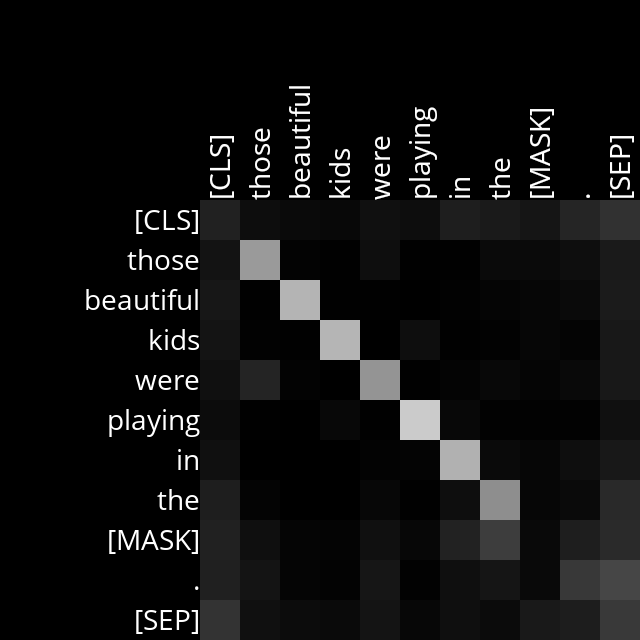 [CLS]
those
beautiful
kids
were
playing
in
the
[MASK]
.
[SEP]
[CLS]
those
beautiful
kids
were
playing
in
the
[MASK]
.
[SEP]